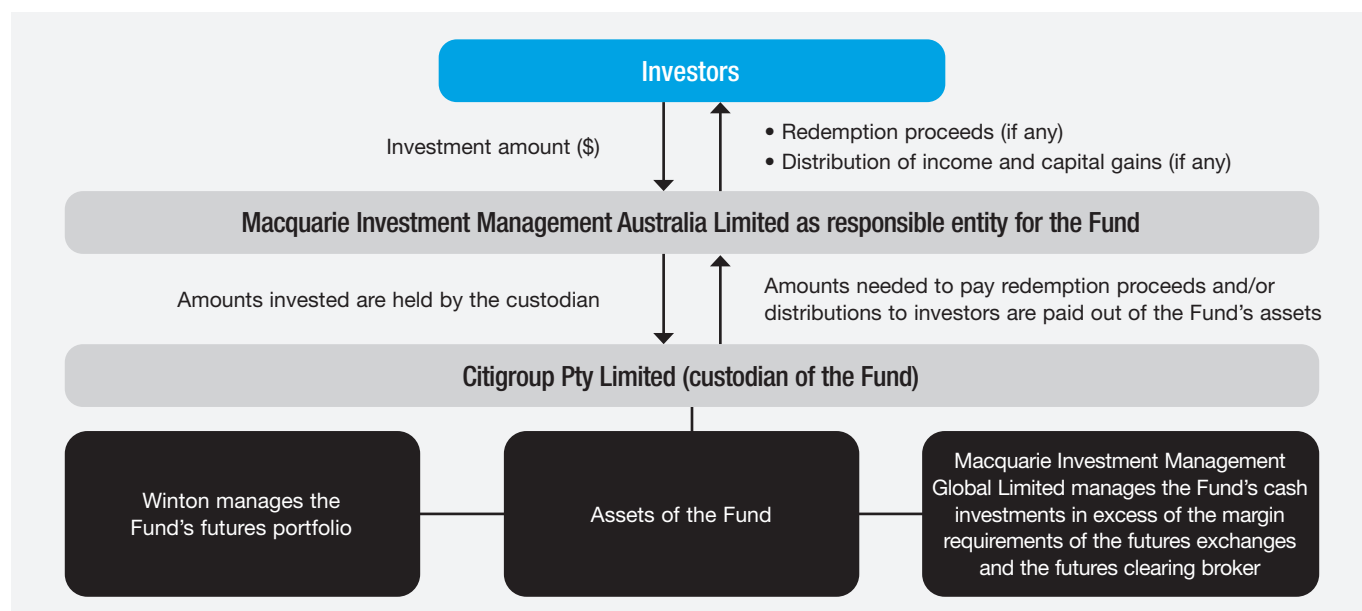 Investors
Investment amount ($)
• Redemption proceeds (if any)
• Distribution of income and capital gains (if any)
Macquarie Investment Management Australia Limited as responsible entity for the Fund
Amounts invested are held by the custodian
Amounts needed to pay redemption proceeds and/or
distributions to investors are paid out of the Fund's assets
Citigroup Pty Limited (custodian of the Fund)
Winton manages the
Fund's futures portfolio
Assets of the Fund
Macquarie Investment Management
Global Limited manages the Fund's cash
investments in excess of the margin
requirements of the futures exchanges
and the futures clearing broker